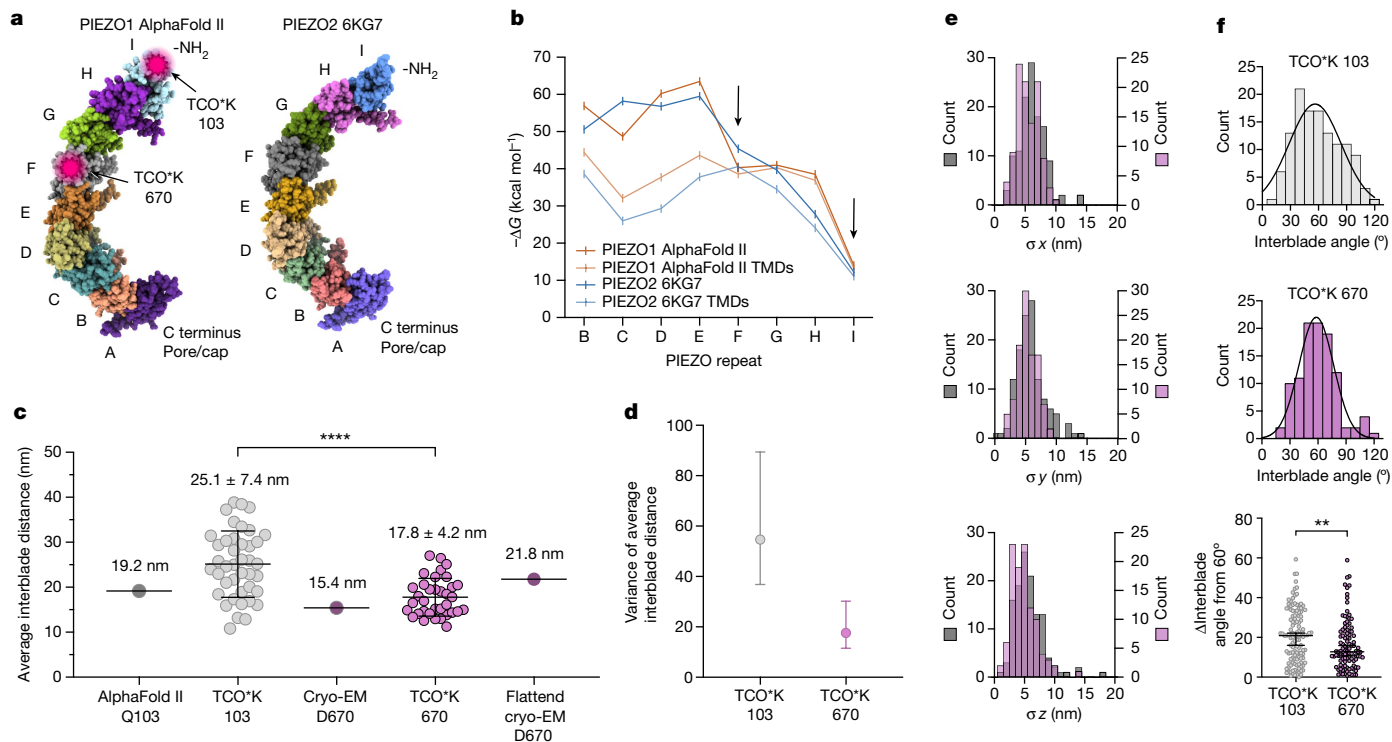 a
PIEZO1 AlphaFold II
PIEZO2 6KG7
I
-NH2
H
TCO*K
103
G
F
TCO*K
670
E
D
C
B
A
C terminus
Pore/cap
I
-NH2
H
G
F
E
D
C
B
A
C terminus
Pore/cap
b
−ΔG (kcal mol−1)
70
60
50
40
30
20
10
0
PIEZO1 AlphaFold II
PIEZO1 AlphaFold II TMDs
PIEZO2 6KG7
PIEZO2 6KG7 TMDs
B C D E F G H I
PIEZO repeat
c
Average interblade distance (nm)
50
40
30
20
10
0
****
19.2 nm
25.1 ± 7.4 nm
15.4 nm
17.8 ± 4.2 nm
21.8 nm
AlphaFold II
Q103
TCO*K
103
Cryo-EM
D670
TCO*K
670
Flattend
cryo-EM
D670
d
Variance of average
interblade distance
100
80
60
40
20
0
TCO*K
103
TCO*K
670
e
Count
30
20
10
0
25
20
15
10
5
0
Count
0 5 10 15 20
σ x (nm)
Count
30
20
10
0
30
25
20
15
10
5
0
Count
0 5 10 15 20
σ y (nm)
Count
30
20
10
0
25
20
15
10
5
0
Count
0 5 10 15 20
σ z (nm)
f
TCO*K 103
Count
25
20
15
10
5
0
0 30 60 90 120
Interblade angle (º)
TCO*K 670
Count
25
20
15
10
5
0
0 30 60 90 120
Interblade angle (º)
ΔInterblade
angle from 60º
80
60
40
20
0
**
TCO*K
103
TCO*K
670